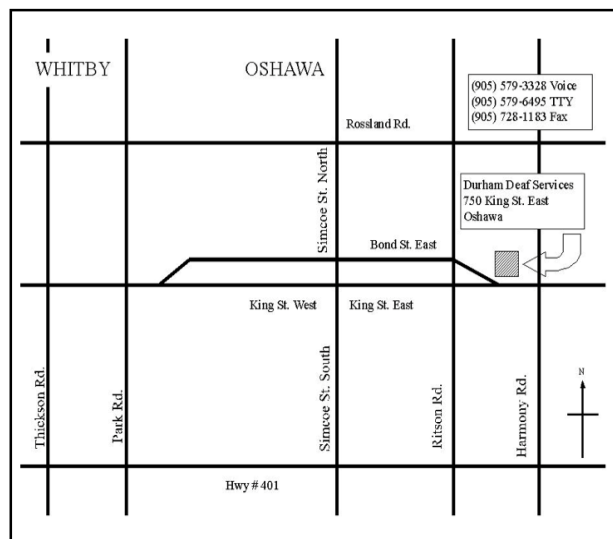 WHITBY
OSHAWA
(905) 579-3328 Voice
(905) 579-6495 TTY
(905) 728-1183 Fax
Rossland Rd.
Simcoe St. North
Durham Deaf Services
750 King St. East
Oshawa
Bond St. East
King St. West
King St. East
Thickson Rd.
Park Rd.
Simcoe St. South
Ritson Rd.
Harmony Rd.
N
Hwy # 401